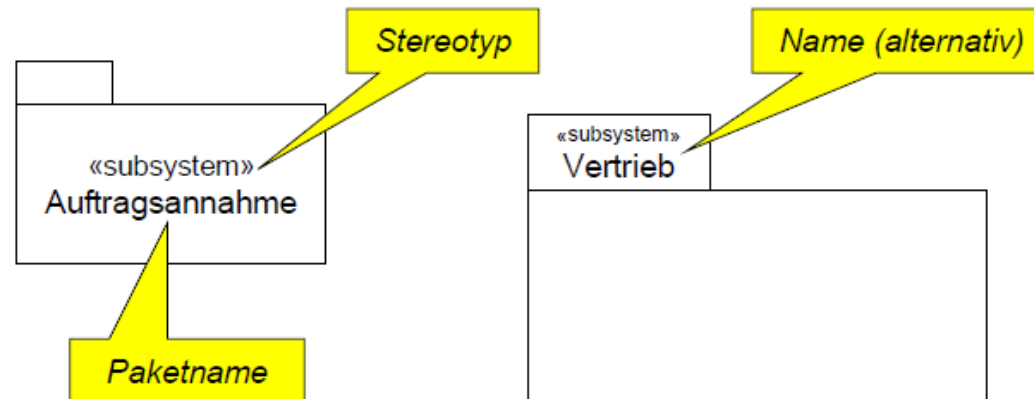 Stereotyp
Name (alternativ)
«subsystem»
Auftragsannahme
«subsystem»
Vertrieb
Paketname